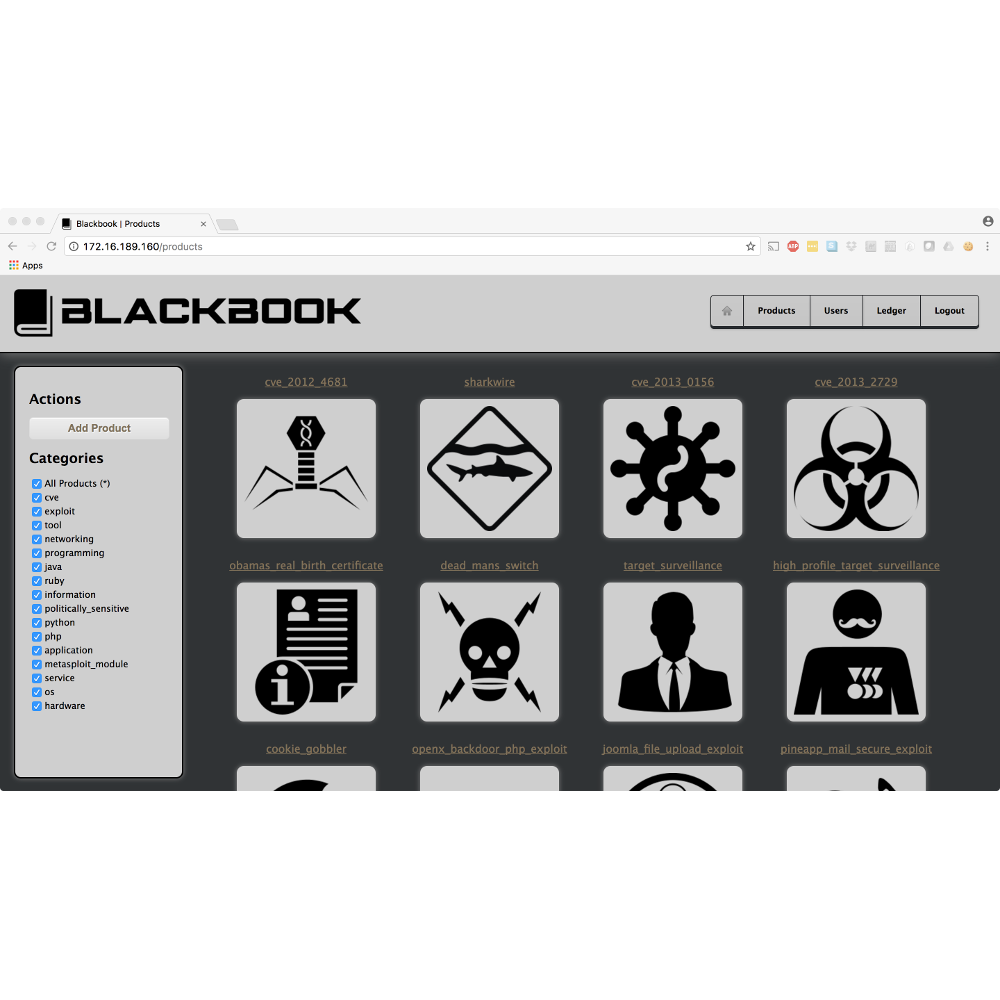 Blackbook | Products
172.16.189.160/products
Apps
BLACKBOOK
Products Users Ledger Logout
Actions
Add Product
Categories
All Products (*)
cve
exploit
tool
networking
programming
java
ruby
information
politically_sensitive
python
php
application
metasploit_module
service
os
hardware
cve_2012_4681 sharkwire cve_2013_0156 cve_2013_2729
obamas_real_birth_certificate dead_mans_switch target_surveillance high_profile_target_surveillance
cookie_gobbler openx_backdoor_php_exploit joomla_file_upload_exploit pineapp_mail_secure_exploit